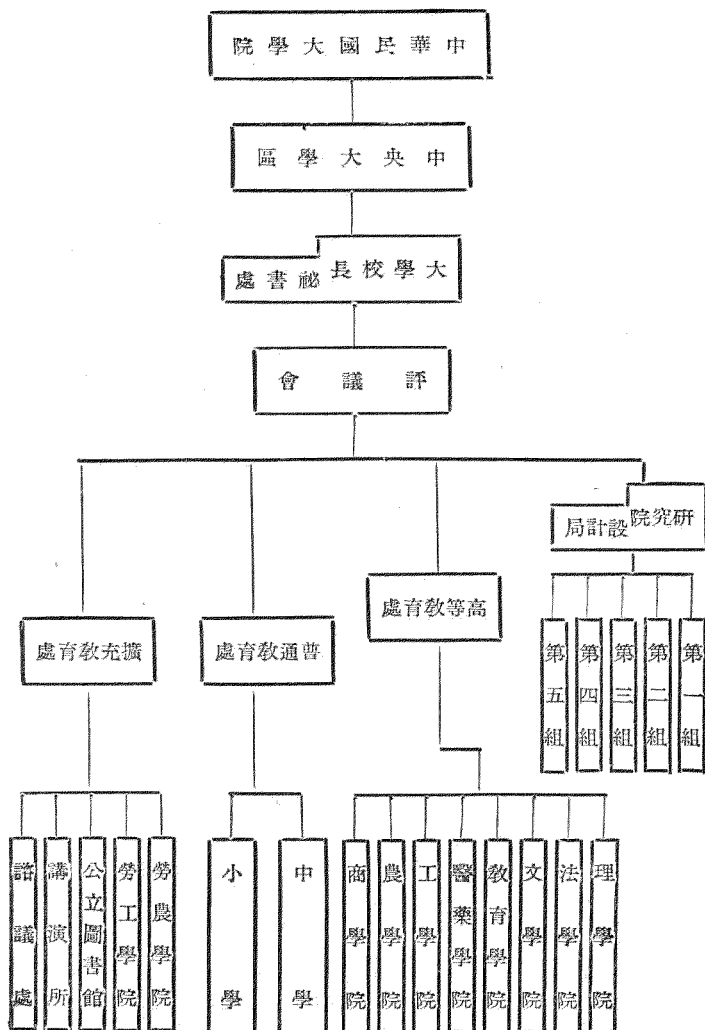 中華民國大學院
中央大學區
大學校長
祕書處
評議會
研究院
設計局
第一組
第二組
第三組
第四組
第五組
高等教育處
普通教育處
擴充教育處
理學院
法學院
文學院
教育學院
醫藥學院
工學院
農學院
商學院
中學
小學
勞農學院
勞工學院
公立圖書館
講演所
諮議處